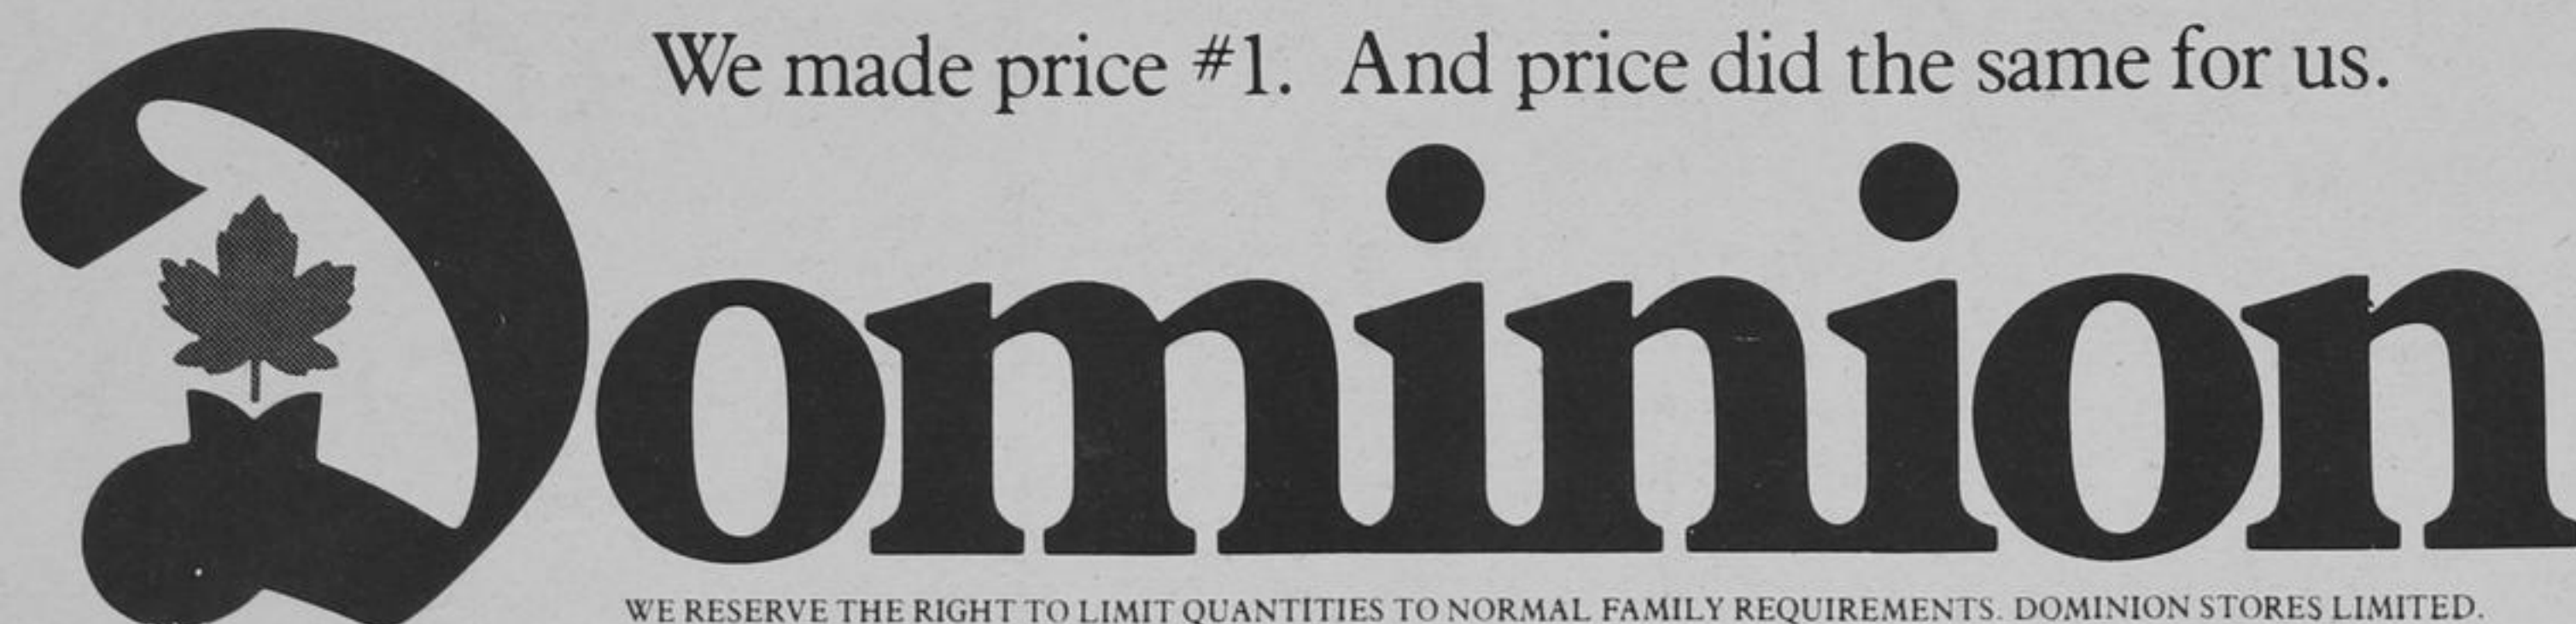 We made price #1. And price did the same for us.
Dominion
WE RESERVE THE RIGHT TO LIMIT QUANTITIES TO NORMAL FAMILY REQUIREMENTS. DOMINION STORES LIMITED.